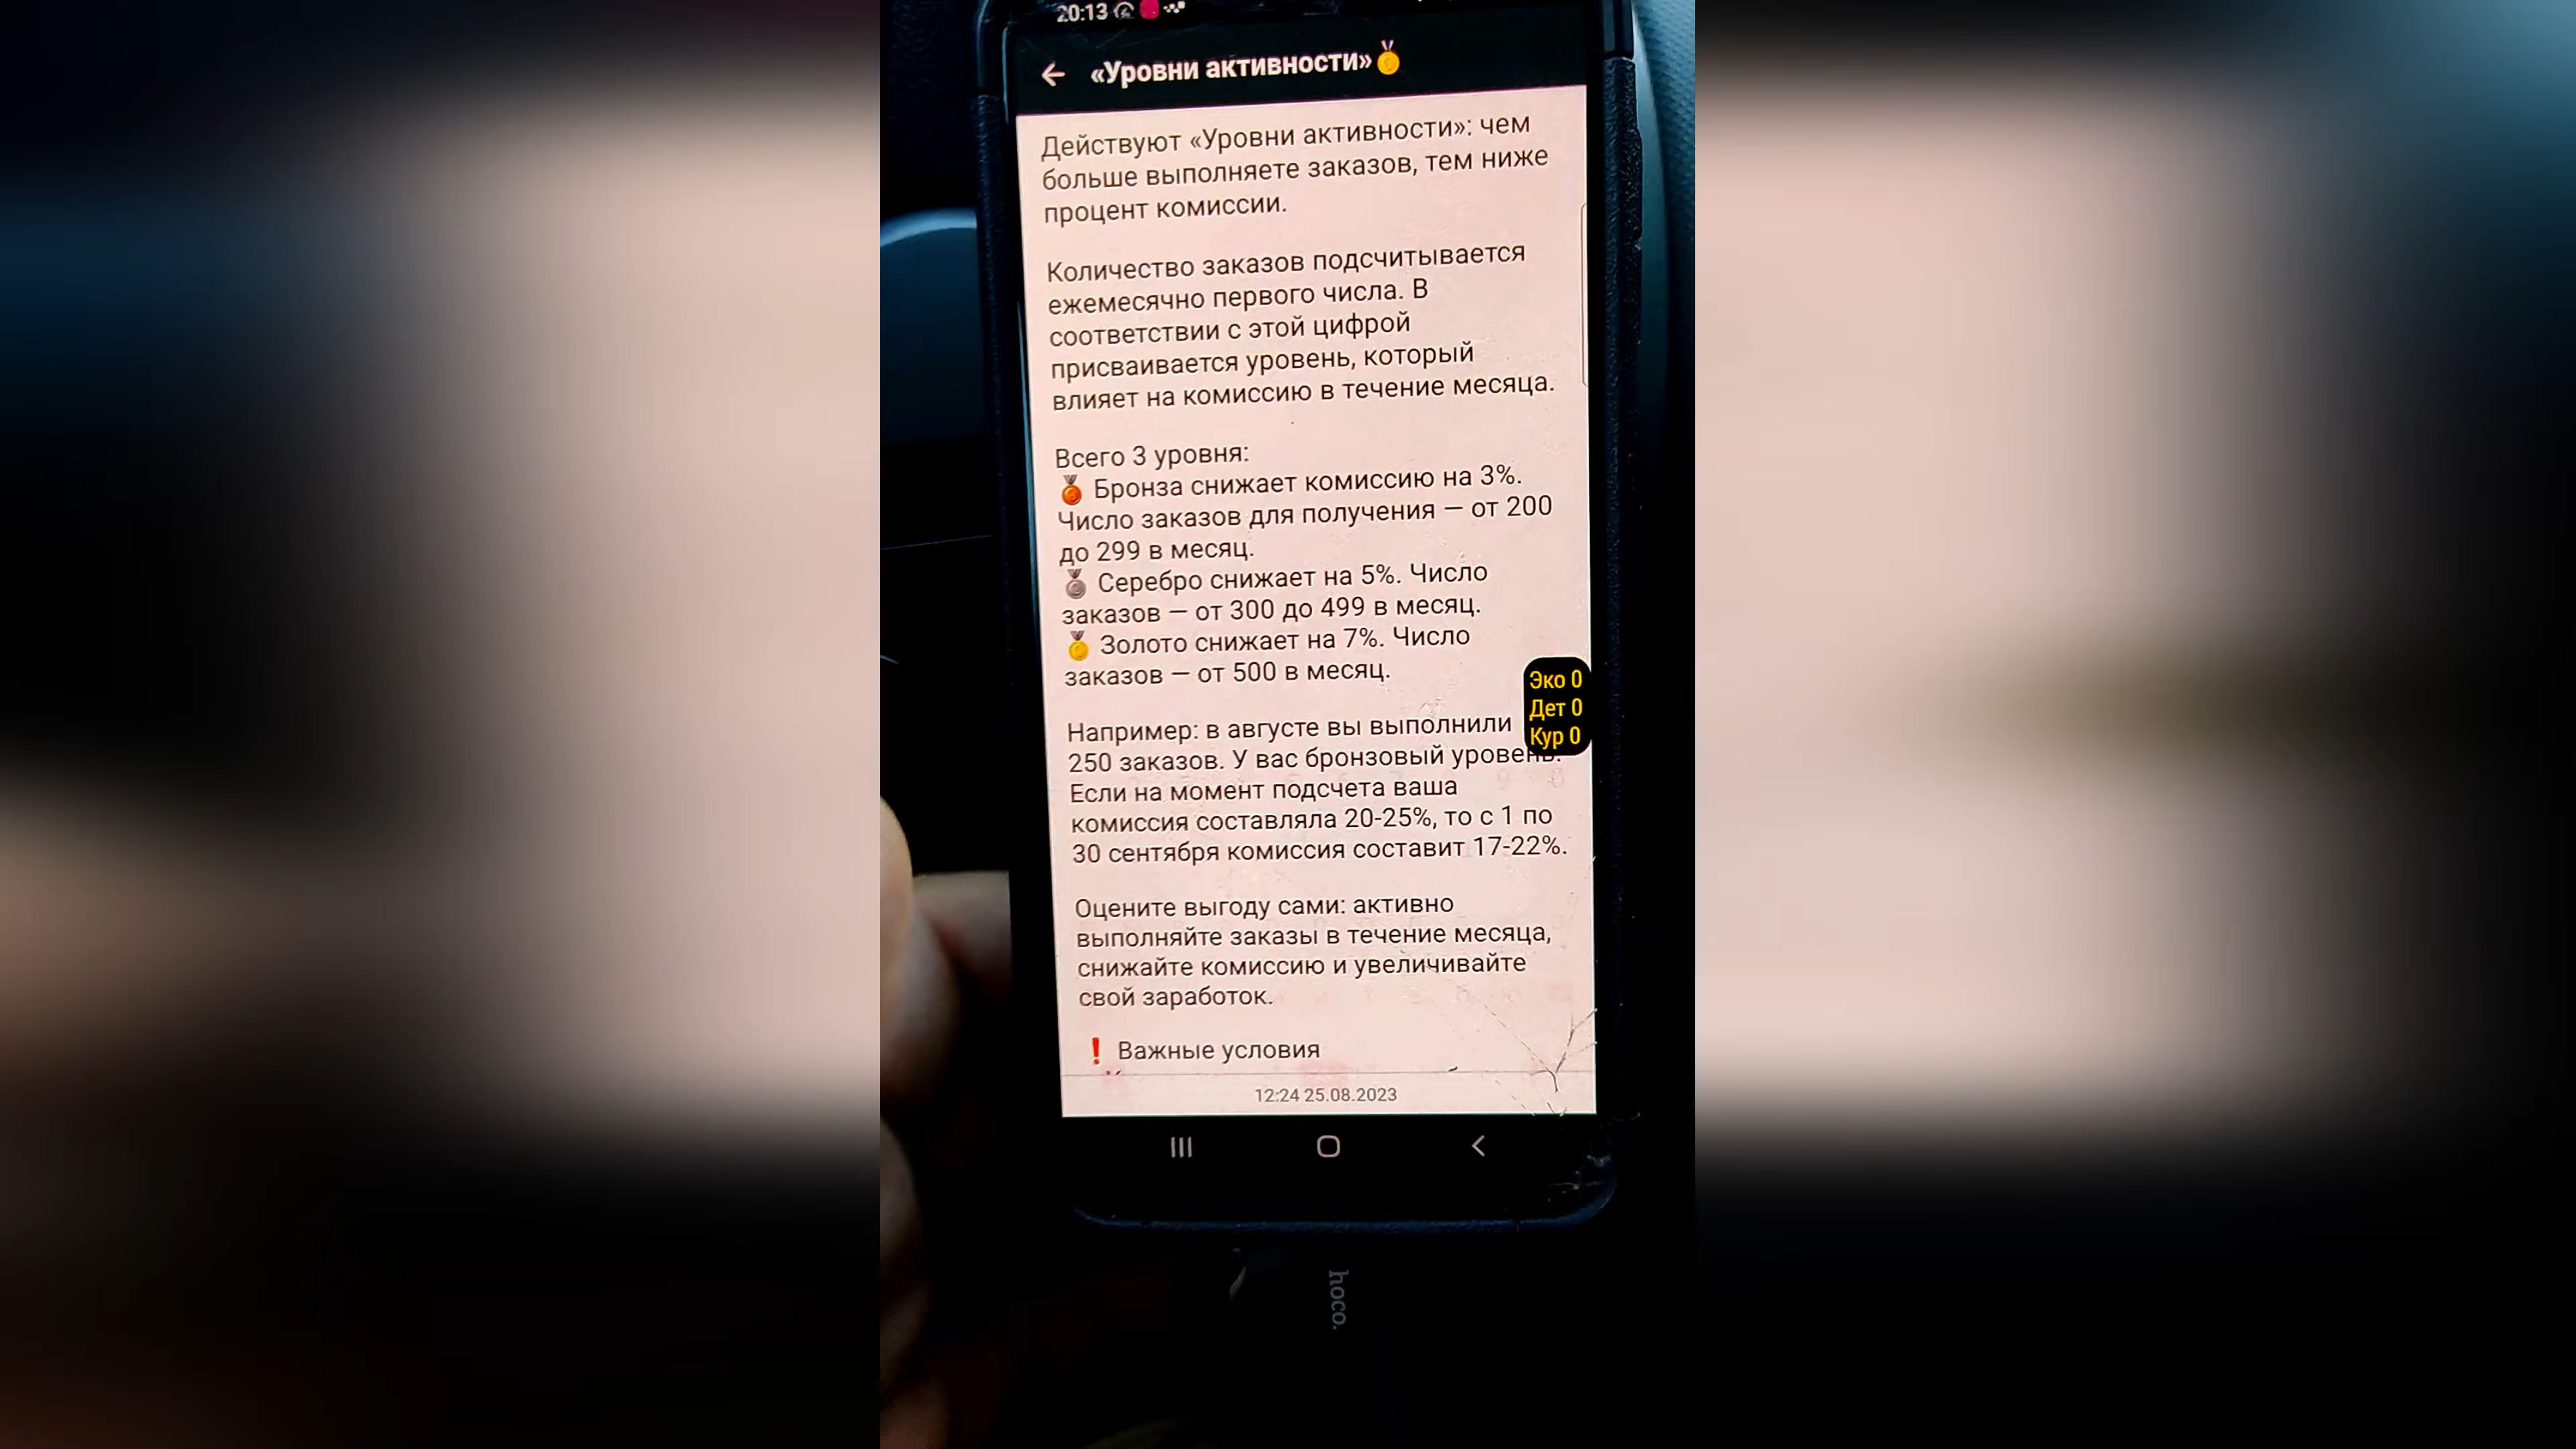 20:13
«Уровни активности»🏅
Действуют «Уровни активности»: чем
больше выполняете заказов, тем ниже
процент комиссии.
Количество заказов подсчитывается
ежемесячно первого числа. В
соответствии с этой цифрой
присваивается уровень, который
влияет на комиссию в течение месяца.
Всего 3 уровня:
🥉 Бронза снижает комиссию на 3%.
Число заказов для получения — от 200
до 299 в месяц.
🥈 Серебро снижает на 5%. Число
заказов — от 300 до 499 в месяц.
🥇 Золото снижает на 7%. Число
заказов — от 500 в месяц.
Эко 0
Дет 0
Кур 0
Например: в августе вы выполнили
250 заказов. У вас бронзовый уровень.
Если на момент подсчета ваша
комиссия составляла 20-25%, то с 1 по
30 сентября комиссия составит 17-22%.
Оцените выгоду сами: активно
выполняйте заказы в течение месяца,
снижайте комиссию и увеличивайте
свой заработок.
❗ Важные условия
12:24 25.08.2023
hoco.